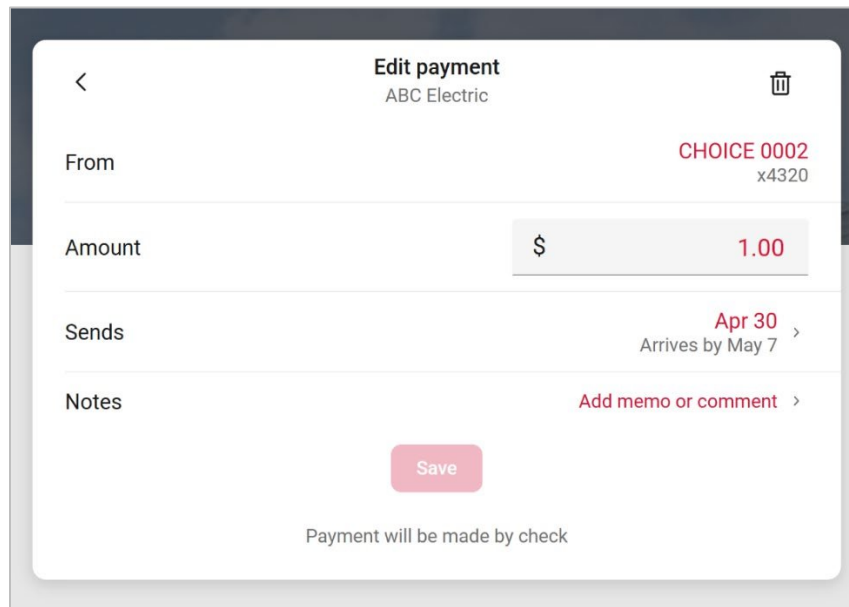 Edit payment
ABC Electric
From
CHOICE 0002
x4320
Amount
$ 1.00
Sends
Apr 30
Arrives by May 7
Notes
Add memo or comment
Save
Payment will be made by check